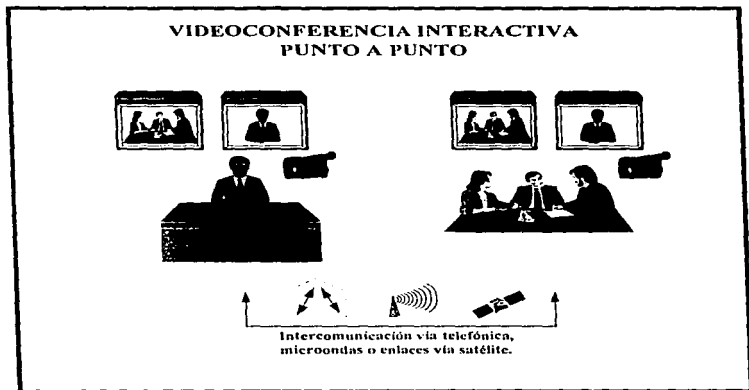 VIDEOCONFERENCIA INTERACTIVA
PUNTO A PUNTO
Intercomunicación vía telefónica,
microondas o enlaces vía satélite.